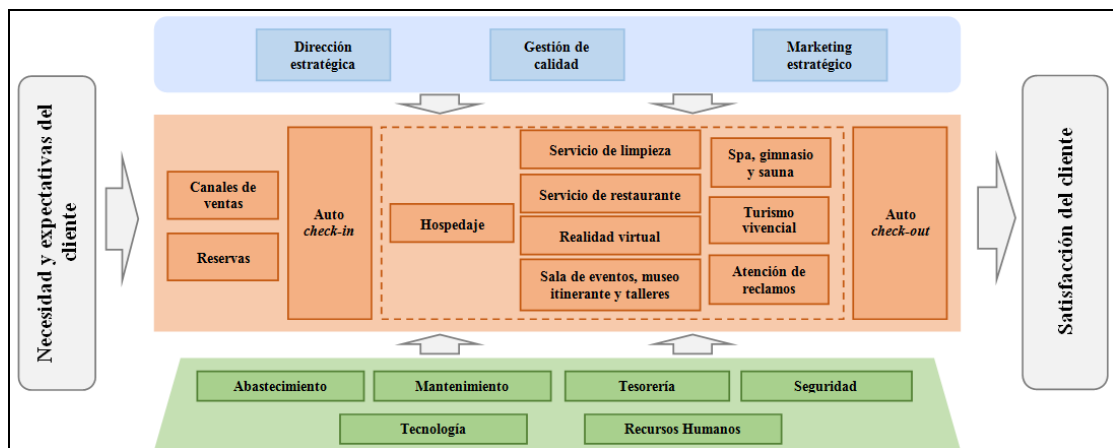 Necesidad y expectativas del
cliente
Dirección
estratégica
Gestión de
calidad
Marketing
estratégico
Canales de
ventas
Reservas
Auto
check-in
Hospedaje
Servicio de limpieza
Servicio de restaurante
Realidad virtual
Sala de eventos, museo
itinerante y talleres
Spa, gimnasio
y sauna
Turismo
vivencial
Atención de
reclamos
Auto
check-out
Abastecimiento
Mantenimiento
Tesorería
Seguridad
Tecnología
Recursos Humanos
Satisfacción del cliente